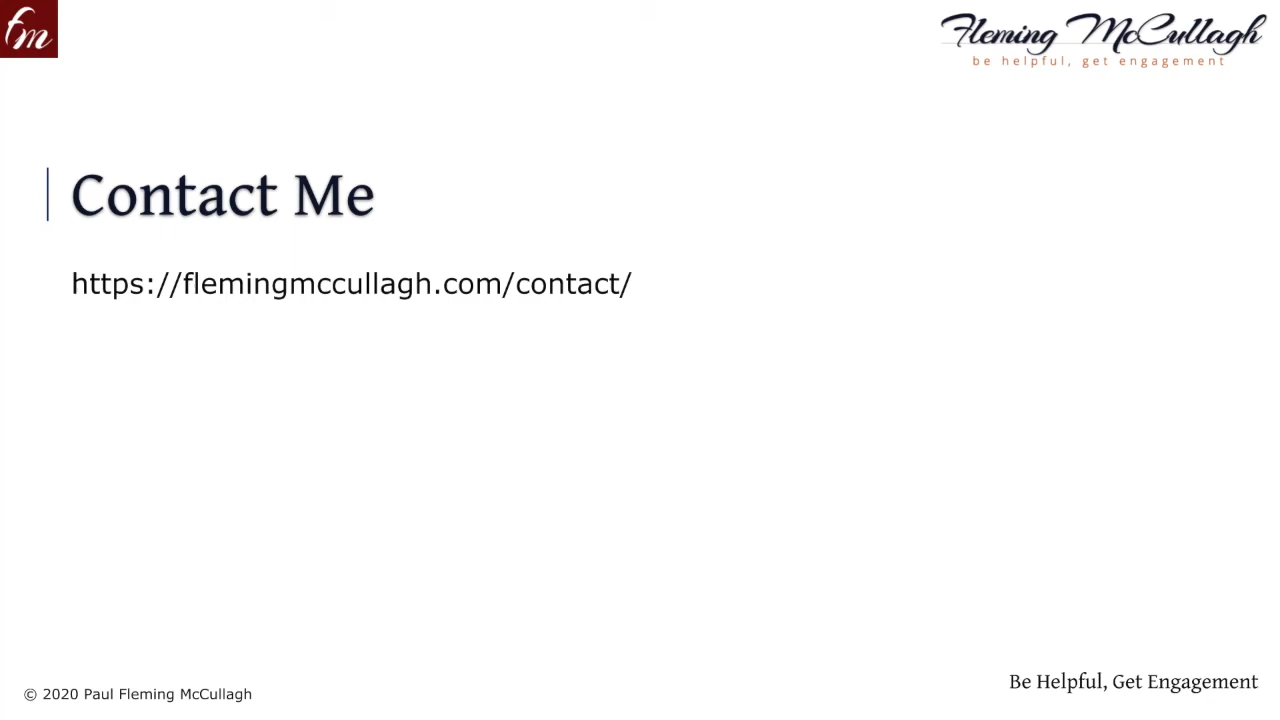 fm
Fleming McCullagh
be helpful, get engagement
Contact Me
https://flemingmccullagh.com/contact/
© 2020 Paul Fleming McCullagh
Be Helpful, Get Engagement